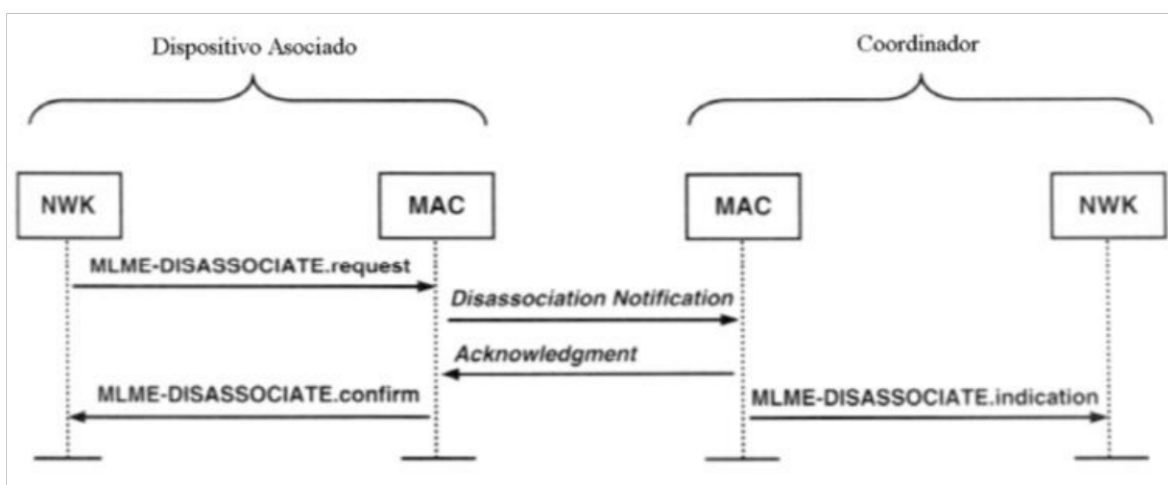 Dispositivo Asociado
Coordinador
NWK
MAC
MAC
NWK
MLME-DISASSOCIATE.request
Disassociation Notification
Acknowledgment
MLME-DISASSOCIATE.confirm
MLME-DISASSOCIATE.indication